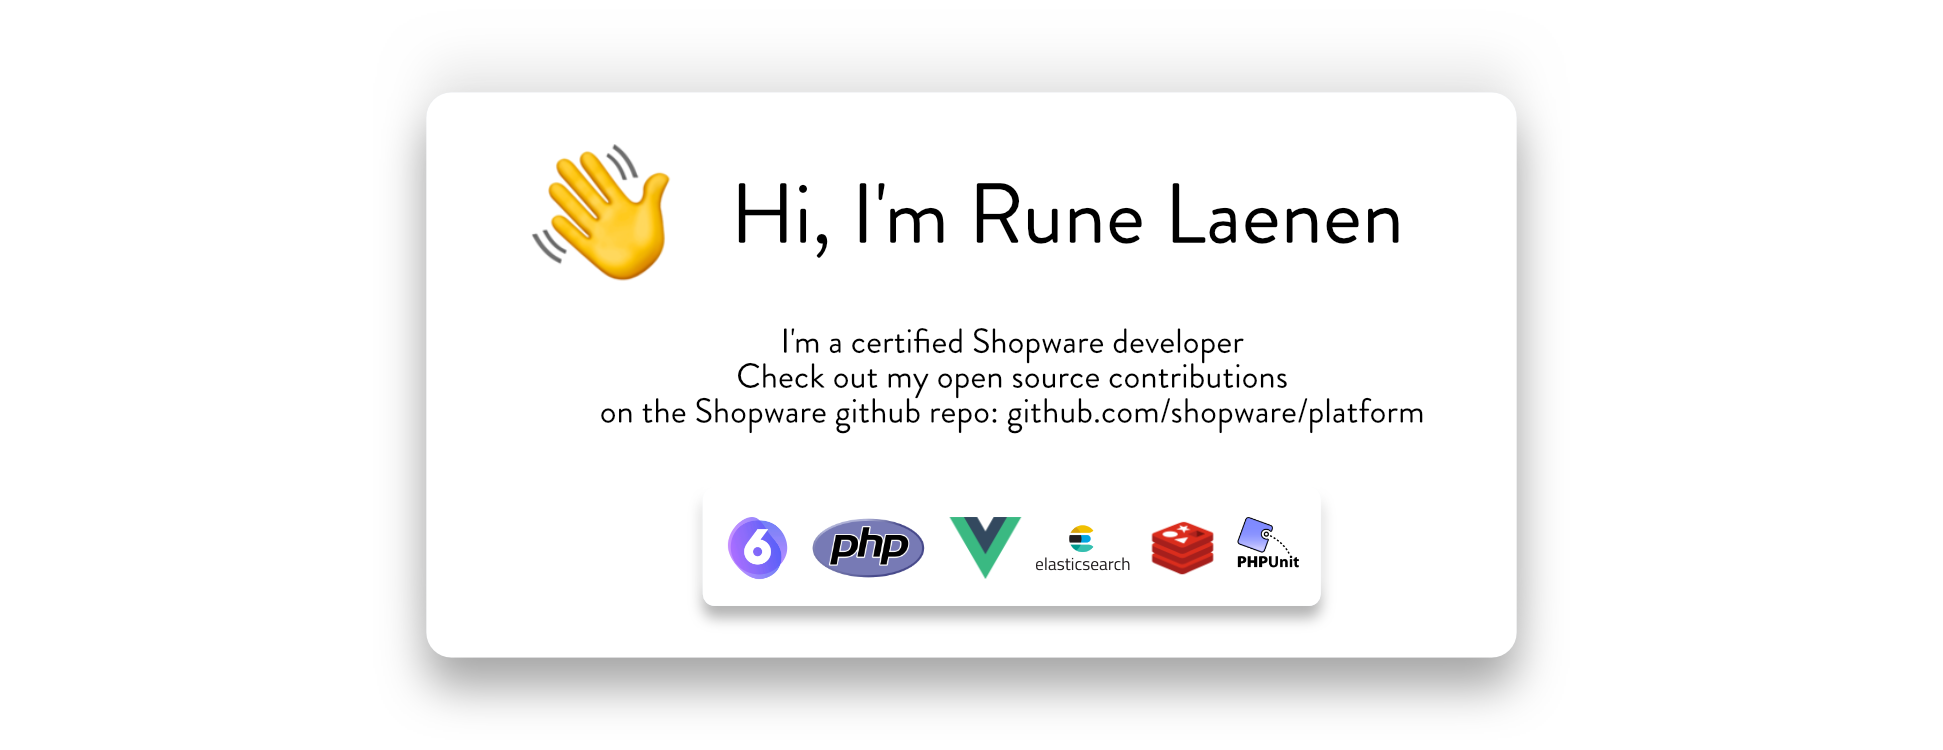 Hi, I'm Rune Laenen
I'm a certified Shopware developer
Check out my open source contributions
on the Shopware github repo: github.com/shopware/platform
6
php
elasticsearch
PHPUnit